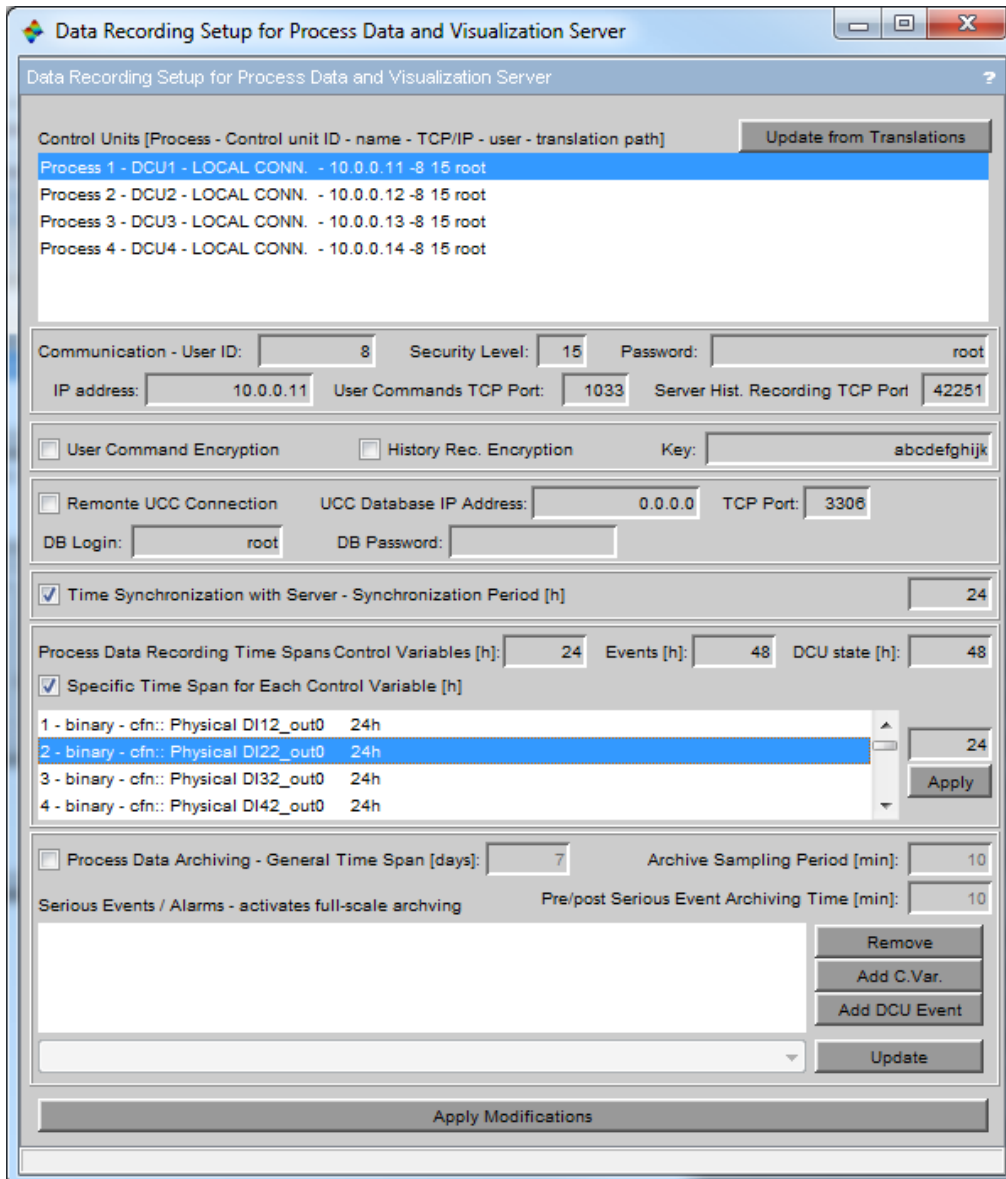 Data Recording Setup for Process Data and Visualization Server
Data Recording Setup for Process Data and Visualization Server ?
Control Units [Process - Control unit ID - name - TCP/IP - user - translation path] Update from Translations
Process 1 - DCU1 - LOCAL CONN. - 10.0.0.11 -8 15 root
Process 2 - DCU2 - LOCAL CONN. - 10.0.0.12 -8 15 root
Process 3 - DCU3 - LOCAL CONN. - 10.0.0.13 -8 15 root
Process 4 - DCU4 - LOCAL CONN. - 10.0.0.14 -8 15 root
Communication - User ID: 8 Security Level: 15 Password: root
IP address: 10.0.0.11 User Commands TCP Port: 1033 Server Hist. Recording TCP Port 42251
User Command Encryption History Rec. Encryption Key: abcdefghijk
Remonte UCC Connection UCC Database IP Address: 0.0.0.0 TCP Port: 3306
DB Login: root DB Password:
Time Synchronization with Server - Synchronization Period [h] 24
Process Data Recording Time Spans Control Variables [h]: 24 Events [h]: 48 DCU state [h]: 48
Specific Time Span for Each Control Variable [h]
1 - binary - cfn:: Physical DI12_out0 24h
2 - binary - cfn:: Physical DI22_out0 24h 24
3 - binary - cfn:: Physical DI32_out0 24h Apply
4 - binary - cfn:: Physical DI42_out0 24h
Process Data Archiving - General Time Span [days]: 7 Archive Sampling Period [min]: 10
Serious Events / Alarms - activates full-scale archving Pre/post Serious Event Archiving Time [min]: 10
Remove
Add C.Var.
Add DCU Event
Update
Apply Modifications